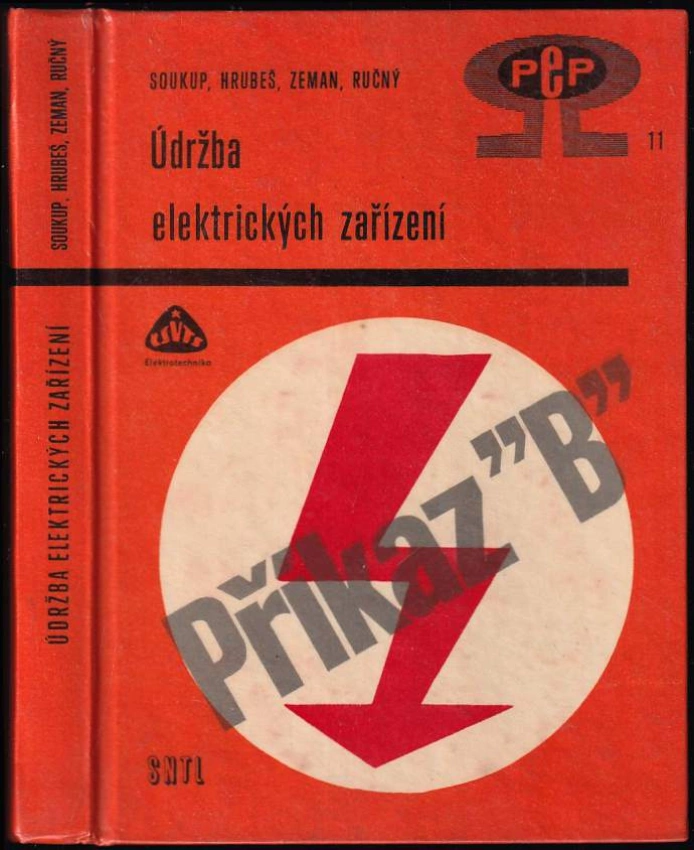 SOUKUP, HRUBEŠ, ZEMAN, RUČNÝ
PeP
11
Údržba
elektrických zařízení
ČSVTS
Elektrotechnika
Příkaz "B"
SNTL
SOUKUP, HRUBEŠ, ZEMAN, RUČNÝ
ÚDRŽBA ELEKTRICKÝCH ZAŘÍZENÍ